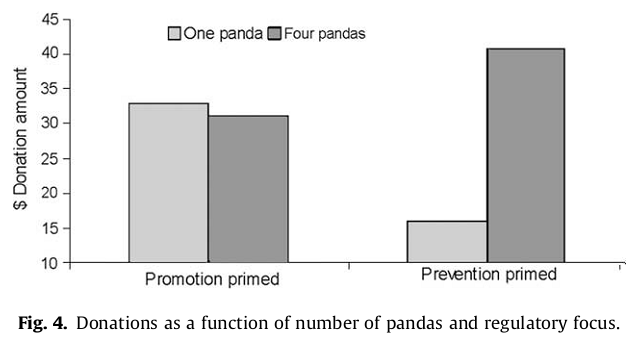 45
One panda Four pandas
40
35
30
25
20
15
10
$ Donation amount
Promotion primed
Prevention primed
Fig. 4. Donations as a function of number of pandas and regulatory focus.